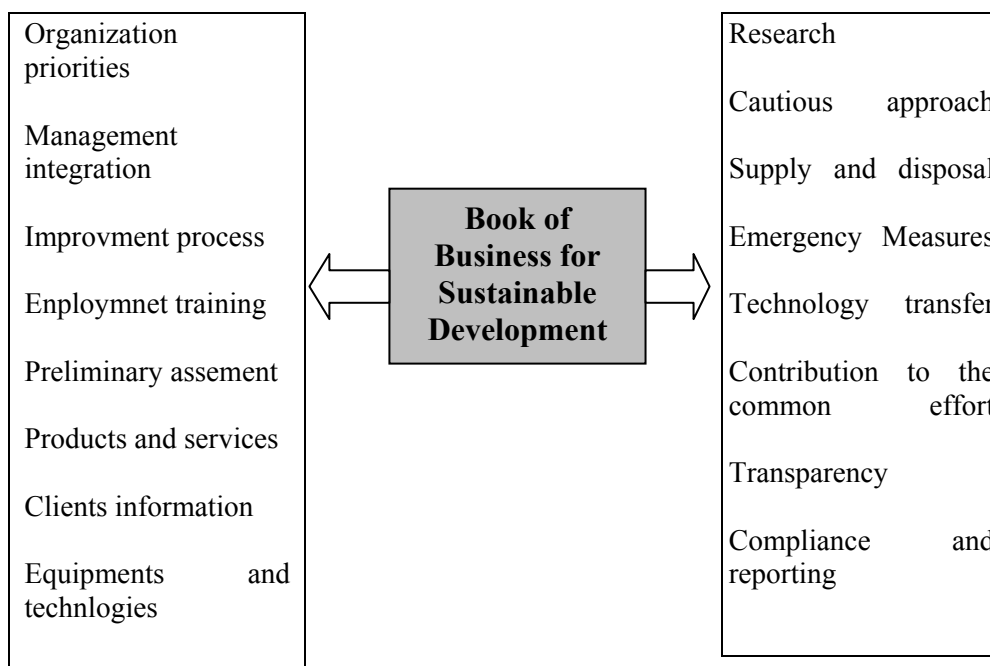 Organization
priorities
Management
integration
Improvment process
Enploymnet training
Preliminary assement
Products and services
Clients information
Equipments and
technlogies
Book of
Business for
Sustainable
Development
Research
Cautious approach
Supply and disposal
Emergency Measures
Technology transfer
Contribution to the
common effort
Transparency
Compliance and
reporting